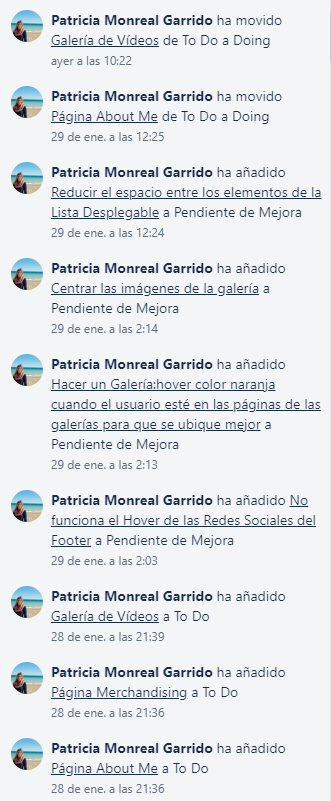 Patricia Monreal Garrido ha movido
Galería de Vídeos de To Do a Doing
ayer a las 10:22
Patricia Monreal Garrido ha movido
Página About Me de To Do a Doing
29 de ene. a las 12:25
Patricia Monreal Garrido ha añadido
Reducir el espacio entre los elementos de la
Lista Desplegable a Pendiente de Mejora
29 de ene. a las 12:24
Patricia Monreal Garrido ha añadido
Centrar las imágenes de la galería a
Pendiente de Mejora
29 de ene. a las 2:14
Patricia Monreal Garrido ha añadido
Hacer un Galería:hover color naranja
cuando el usuario esté en las páginas de las
galerías para que se ubique mejor a
Pendiente de Mejora
29 de ene. a las 2:13
Patricia Monreal Garrido ha añadido No
funciona el Hover de las Redes Sociales del
Footer a Pendiente de Mejora
29 de ene. a las 2:03
Patricia Monreal Garrido ha añadido
Galería de Vídeos a To Do
28 de ene. a las 21:39
Patricia Monreal Garrido ha añadido
Página Merchandising a To Do
28 de ene. a las 21:36
Patricia Monreal Garrido ha añadido
Página About Me a To Do
28 de ene. a las 21:36